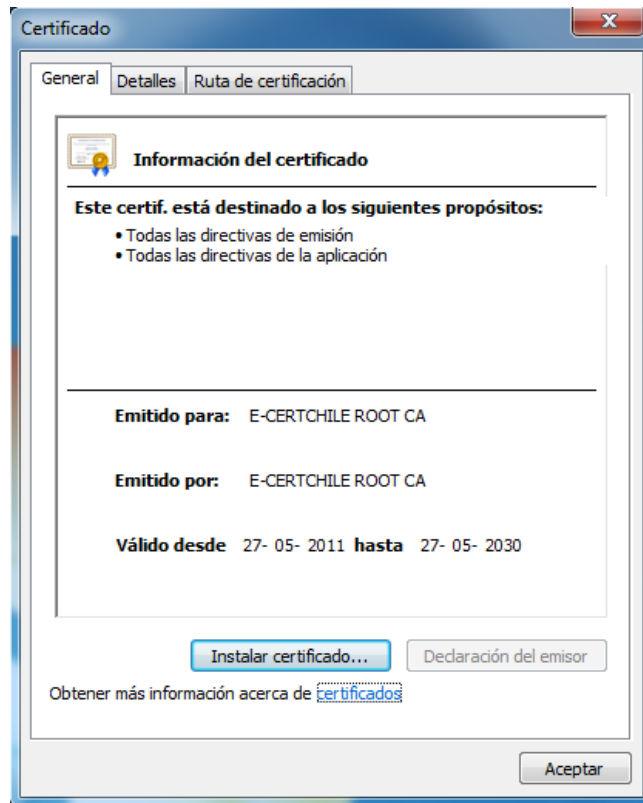 Certificado
General Detalles Ruta de certificación
Información del certificado
Este certif. está destinado a los siguientes propósitos:
• Todas las directivas de emisión
• Todas las directivas de la aplicación
Emitido para: E-CERTCHILE ROOT CA
Emitido por: E-CERTCHILE ROOT CA
Válido desde 27- 05- 2011 hasta 27- 05- 2030
Instalar certificado... Declaración del emisor
Obtener más información acerca de certificados
Aceptar